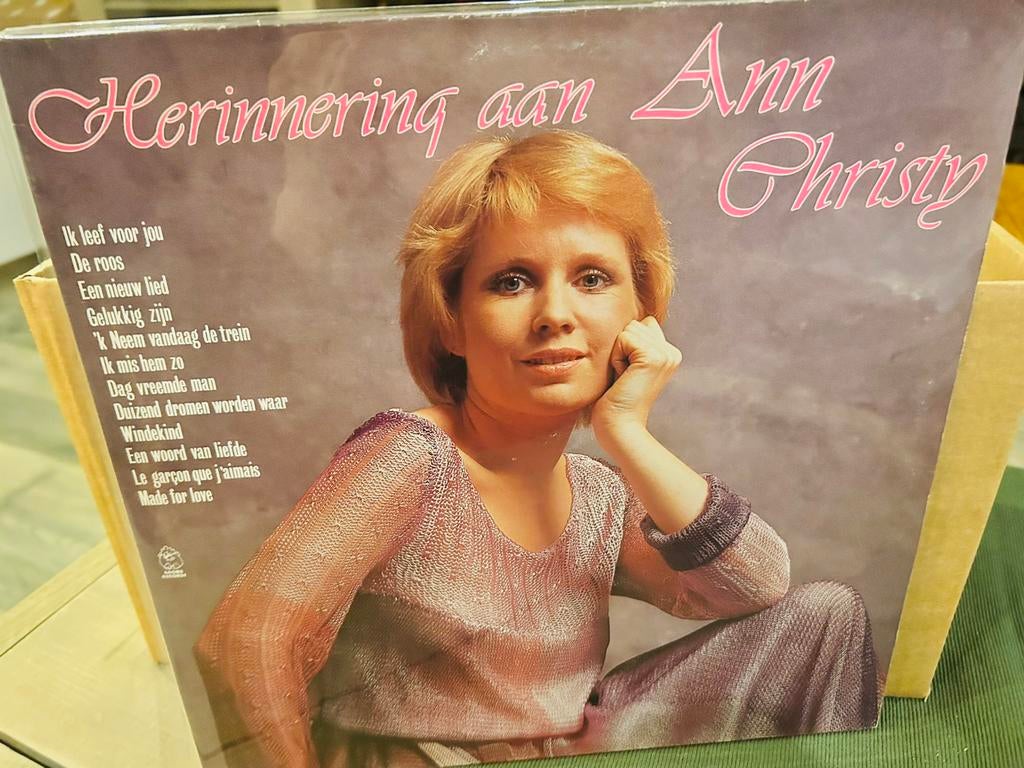 Herinnering aan Ann
Christy
Ik leef voor jou
De roos
Een nieuw lied
Gelukkig zijn
'k Neem vandaag de trein
Ik mis hem zo
Dag vreemde man
Duizend dromen worden waar
Windekind
Een woord van liefde
Le garçon que j'aimais
Made for love